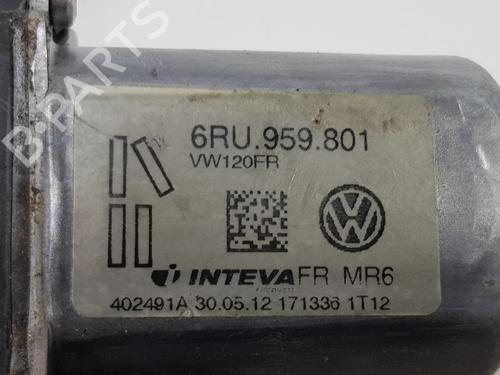 6RU.959.801
VW120FR
INTEVA FR MR6
402491A 30.05.12 171336 1T12
B-PARTS